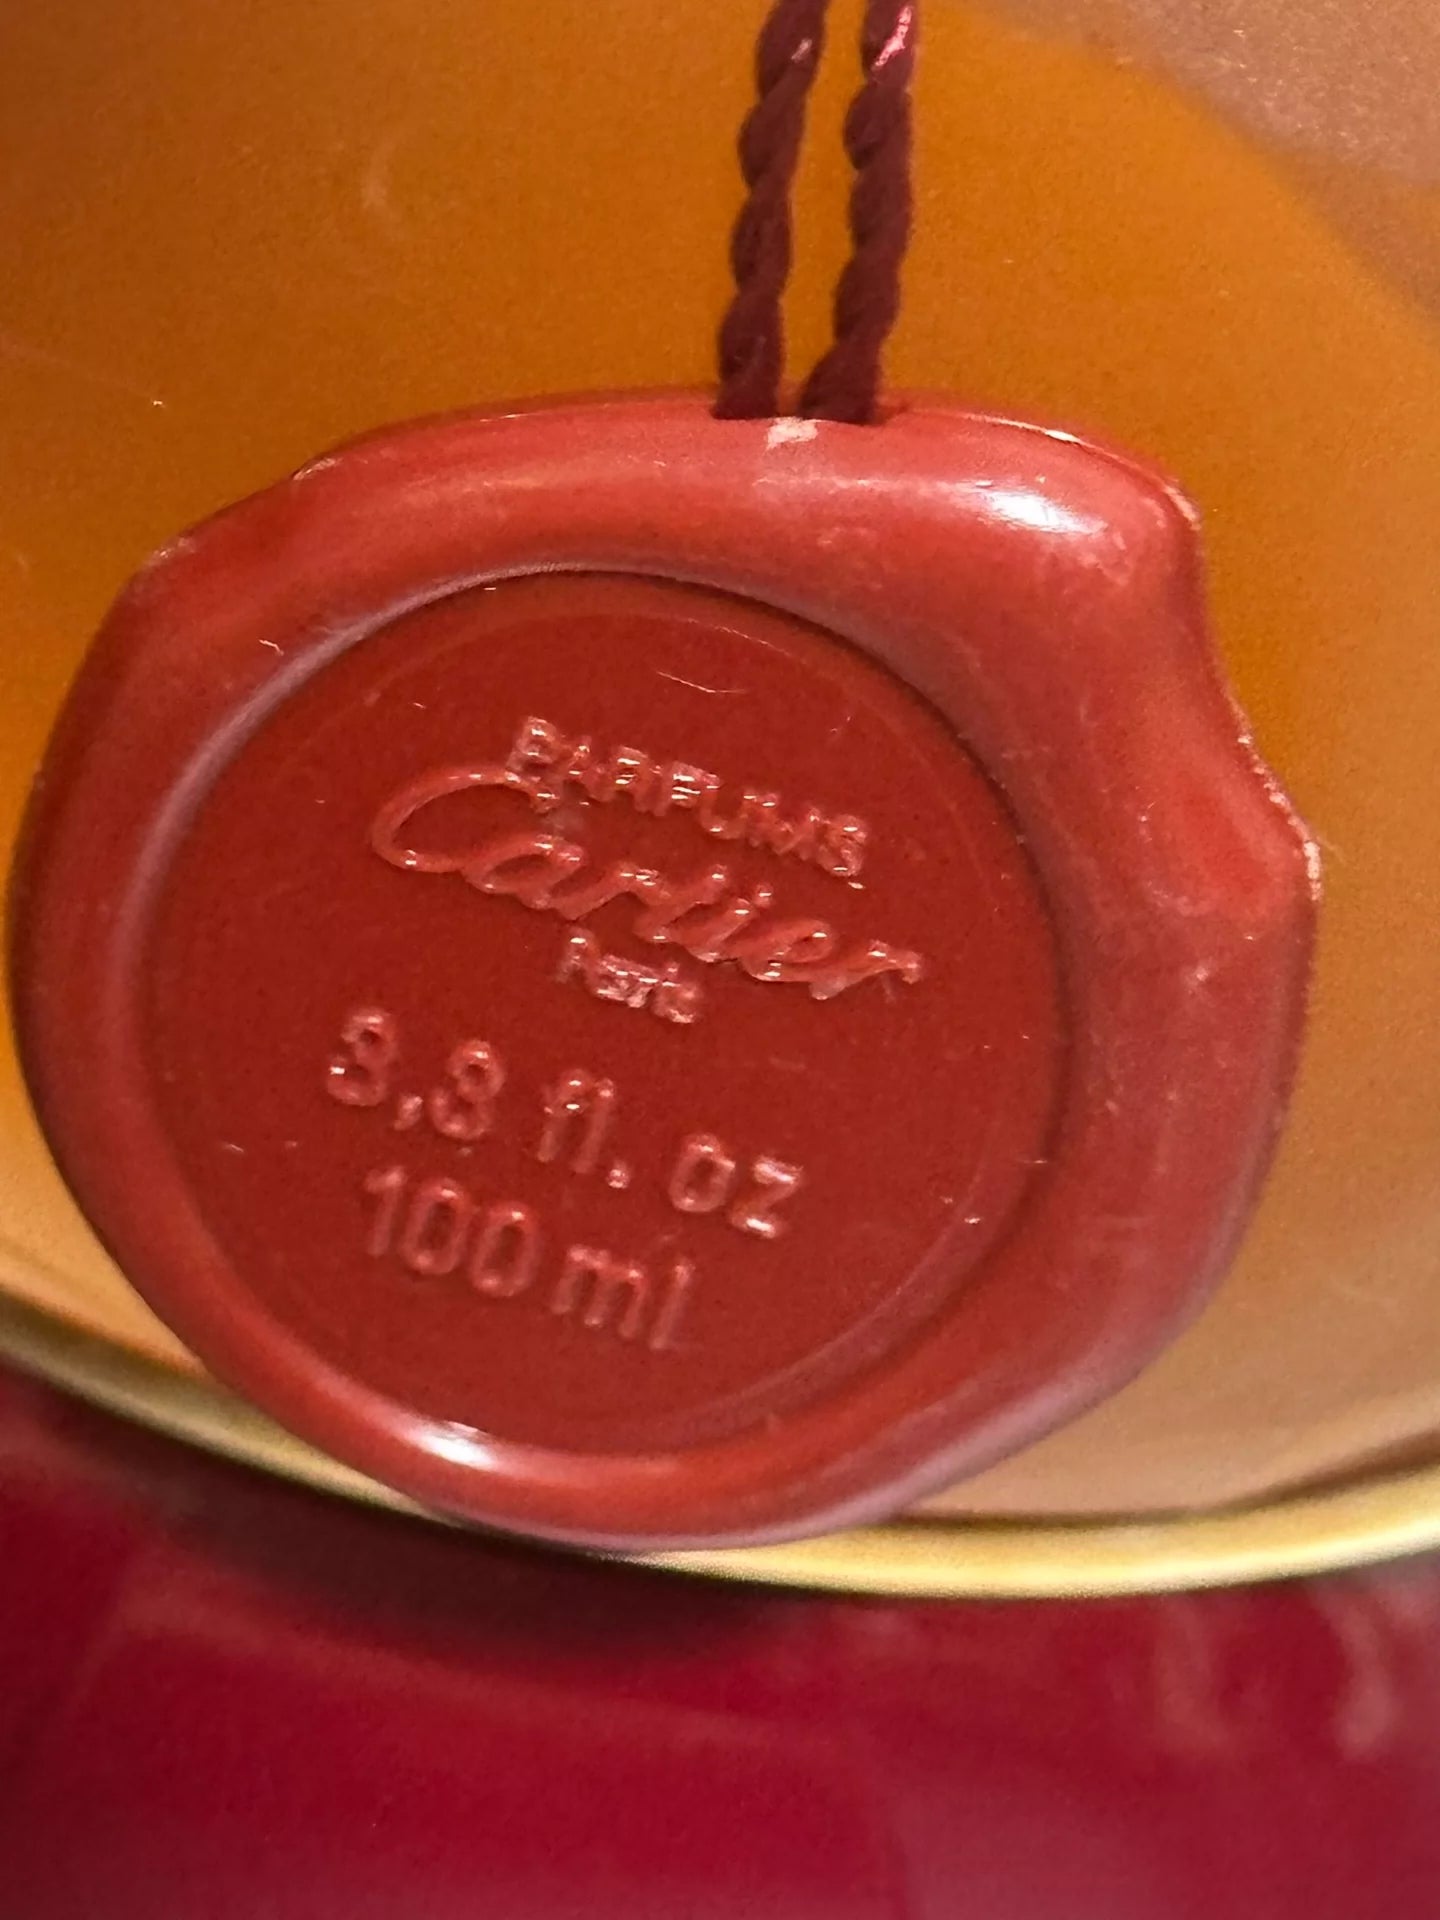 PARFUMS
Cartier
Paris
3,3 fl. oz
100 ml